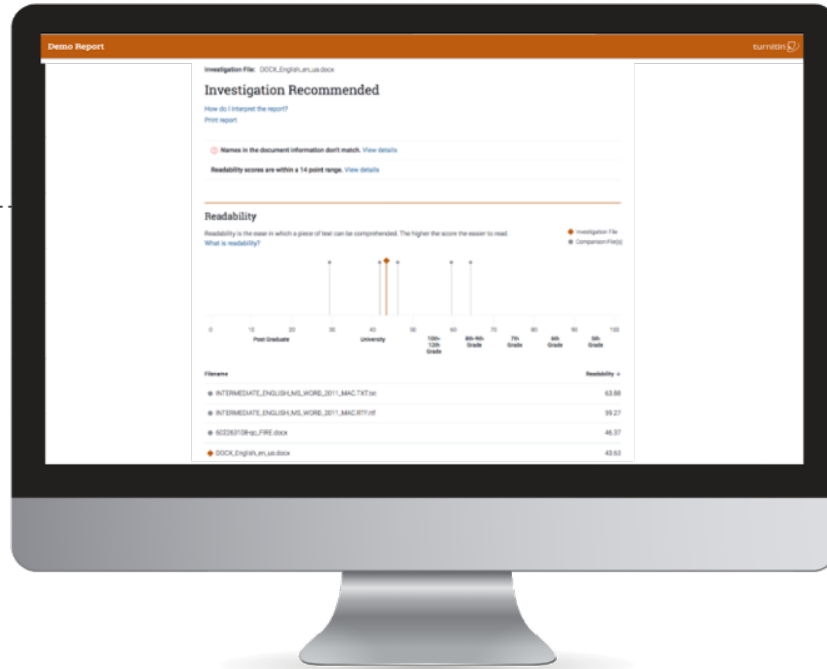 Demo Report
turnitin
Investigation File: DOCX_English_en_us.docx
Investigation Recommended
How do I interpret the report?
Print report
Names in the document information don't match. View details
Readability scores are within a 14 point range. View details
Readability
Readability is the ease in which a piece of text can be comprehended. The higher the score the easier to read.
What is readability?
Investigation File
Comparison File(s)
0 10 20 30 40 50 60 70 80 90 100
Post Graduate University 10th-12th Grade 8th-9th Grade 7th Grade 6th Grade 5th Grade
Filename Readability
INTERMEDIATE_ENGLISH_MS_WORD_2011_MAC.TXT.txt 63.88
INTERMEDIATE_ENGLISH_MS_WORD_2011_MAC.RTF.rtf 59.27
602263108-qc_FIRE.docx 46.37
DOCX_English_en_us.docx 43.63